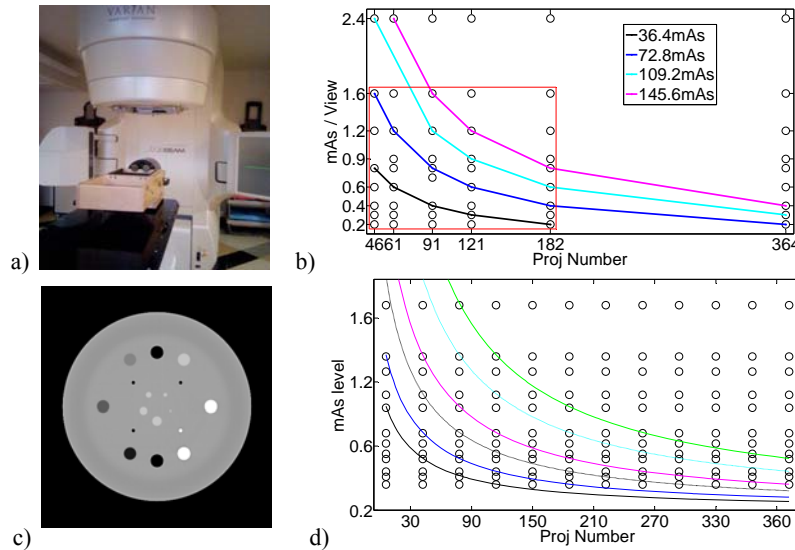 a)
VARIAN
b)
2.4
1.6
1.2
0.9
0.6
0.4
0.2
mAs / View
4661 91 121 182 364
Proj Number
36.4mAs
72.8mAs
109.2mAs
145.6mAs
c)
d)
1.6
1.2
0.6
0.2
mAs level
30 90 150 210 270 330 360
Proj Number